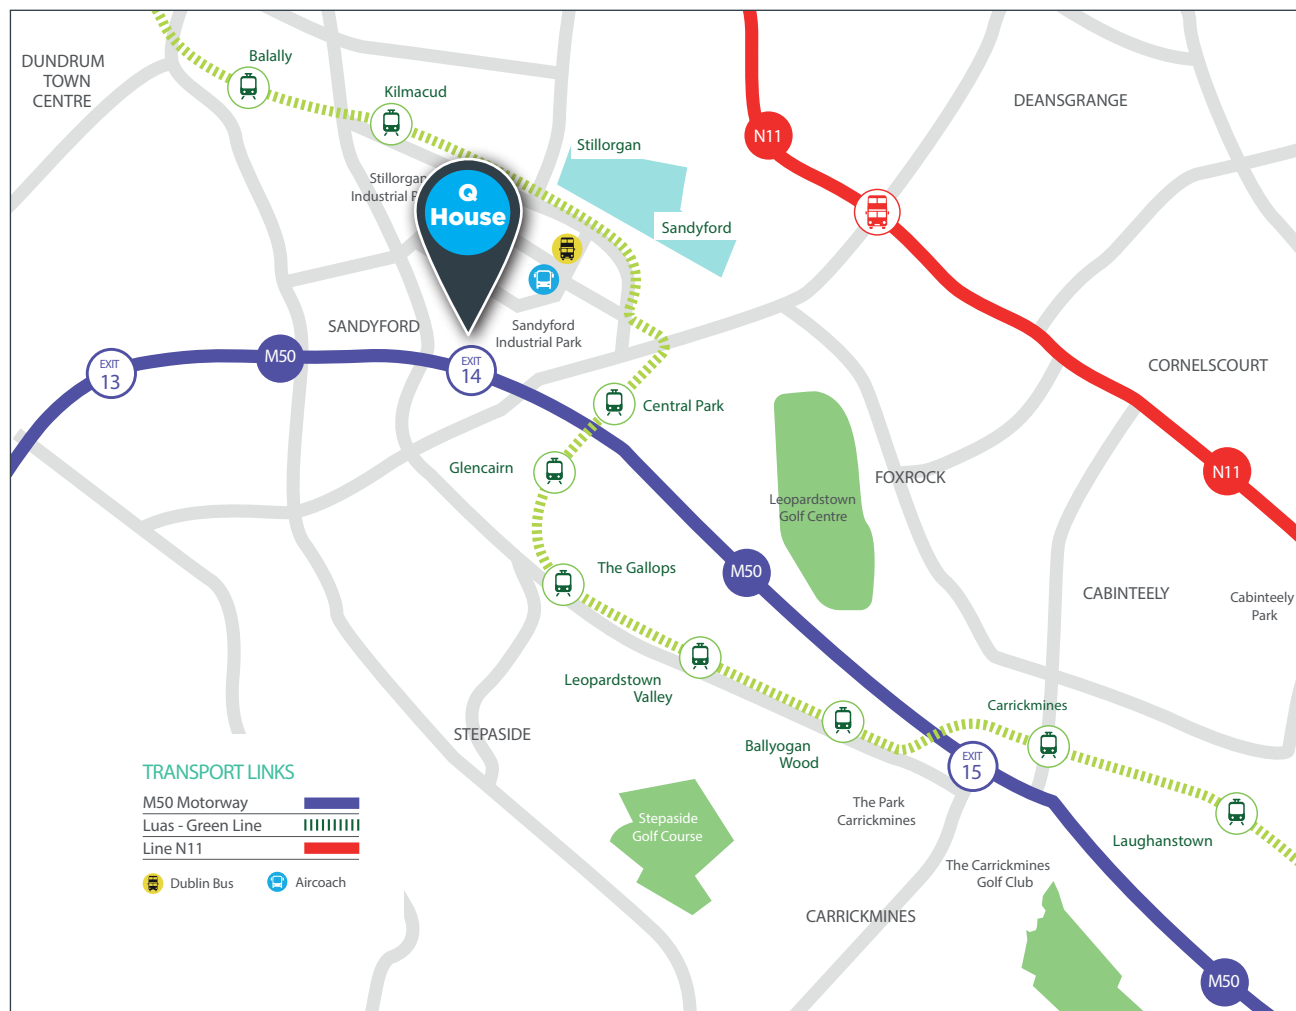 DUNDRUM
TOWN
CENTRE
Balally
Kilmacud
N11
DEANSGRANGE
Stillorgan
Stillorgan
Industrial P
Q
House
Sandyford
SANDYFORD
Sandyford
Industrial Park
EXIT
13
M50
EXIT
14
CORNELSCOURT
Central Park
Glencairn
N11
FOXROCK
Leopardstown
Golf Centre
The Gallops
M50
CABINTEELY
Cabinteely
Park
Leopardstown
Valley
Carrickmines
STEPASIDE
Ballyogan
Wood
EXIT
15
TRANSPORT LINKS
M50 Motorway
Luas - Green Line
Line N11
Dublin Bus
Aircoach
Stepaside
Golf Course
The Park
Carrickmines
Laughanstown
The Carrickmines
Golf Club
CARRICKMINES
M50